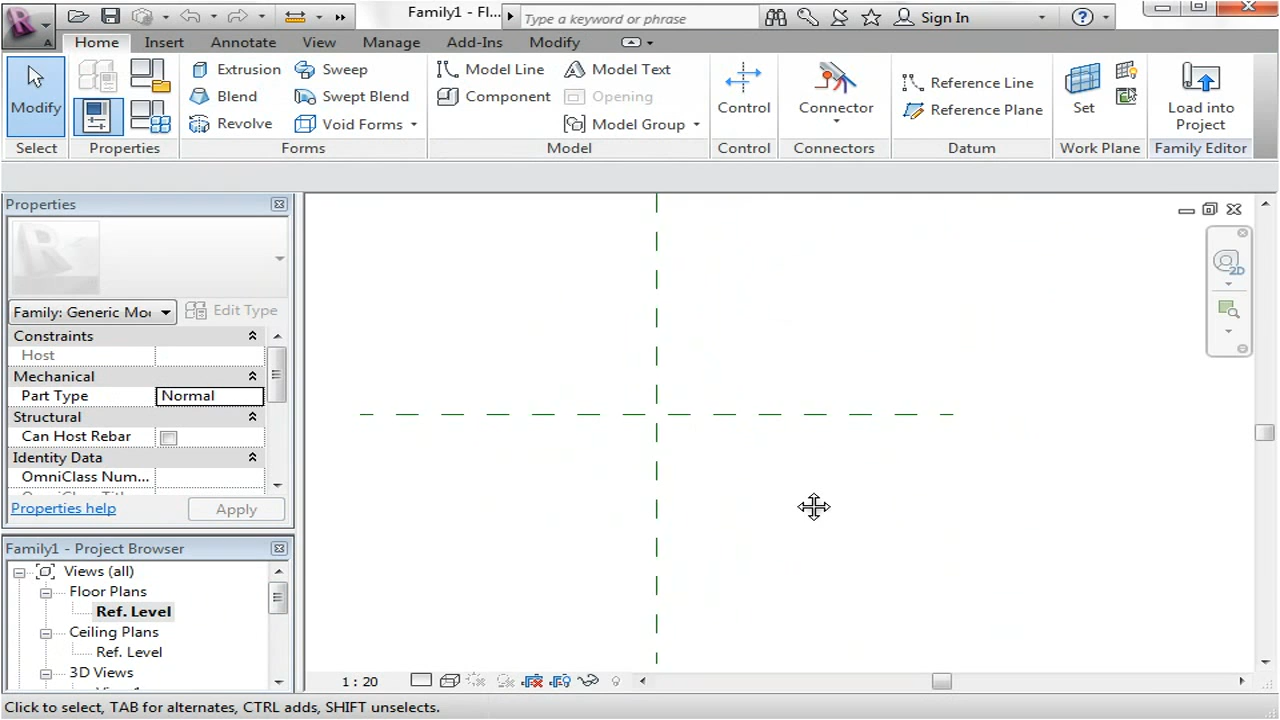 Family1 - Fl...
Type a keyword or phrase
Sign In
Home Insert Annotate View Manage Add-Ins Modify
Modify
Extrusion
Blend
Revolve
Sweep
Swept Blend
Void Forms
Model Line
Component
Model Text
Opening
Model Group
Control
Connector
Reference Line
Reference Plane
Set
Load into
Project
Select Properties Forms Model Control Connectors Datum Work Plane Family Editor
Properties
Family: Generic Mo
Edit Type
Constraints
Host
Mechanical
Part Type Normal
Structural
Can Host Rebar
Identity Data
OmniClass Num...
Properties help Apply
Family1 - Project Browser
Views (all)
Floor Plans
Ref. Level
Ceiling Plans
Ref. Level
3D Views
2D
1 : 20
Click to select, TAB for alternates, CTRL adds, SHIFT unselects.